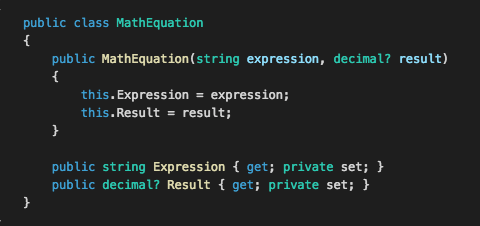 public class MathEquation
{
    public MathEquation(string expression, decimal? result)
    {
        this.Expression = expression;
        this.Result = result;
    }

    public string Expression { get; private set; }
    public decimal? Result { get; private set; }
}